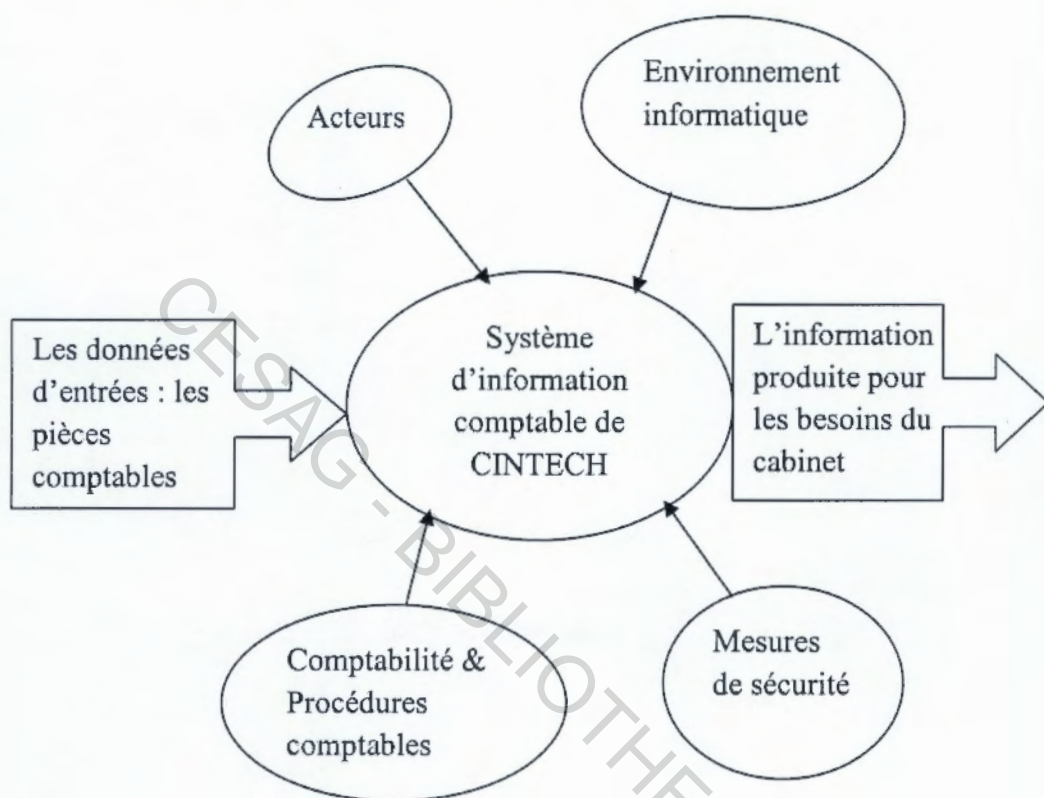 Acteurs
Environnement
informatique
Les données
d'entrées : les
pièces
comptables
Système
d'information
comptable de
CINTECH
L'information
produite pour
les besoins du
cabinet
Comptabilité &
Procédures
comptables
Mesures
de sécurité
CESAG - BIBLIOTHE